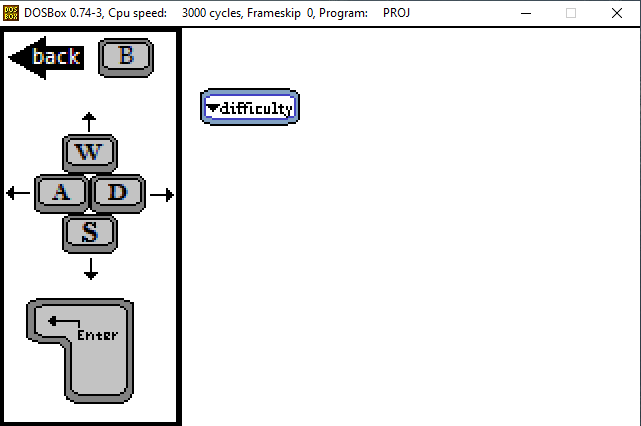 DOS BOX DOSBox 0.74-3, Cpu speed: 3000 cycles, Frameskip 0, Program: PROJ
back B
difficulty
W
A D
S
Enter